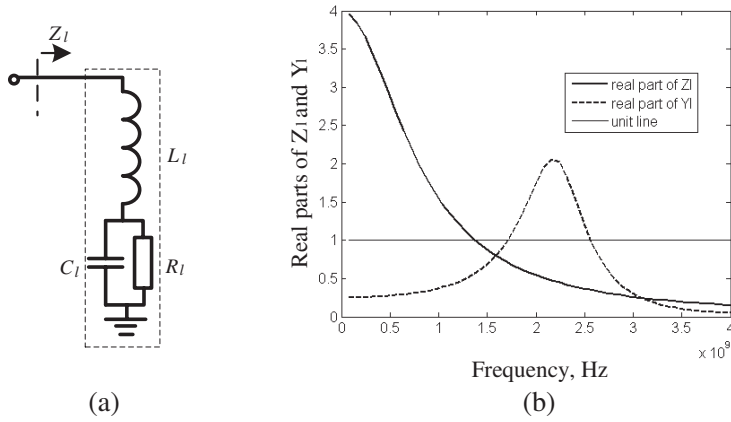 Z_l
L_l
C_l
R_l
(a)
4
3.5
3
2.5
2
1.5
1
0.5
0
Real parts of Z_l and Y_l
real part of Zl
real part of Yl
unit line
0 0.5 1 1.5 2 2.5 3 3.5 4
x 10^9
Frequency, Hz
(b)